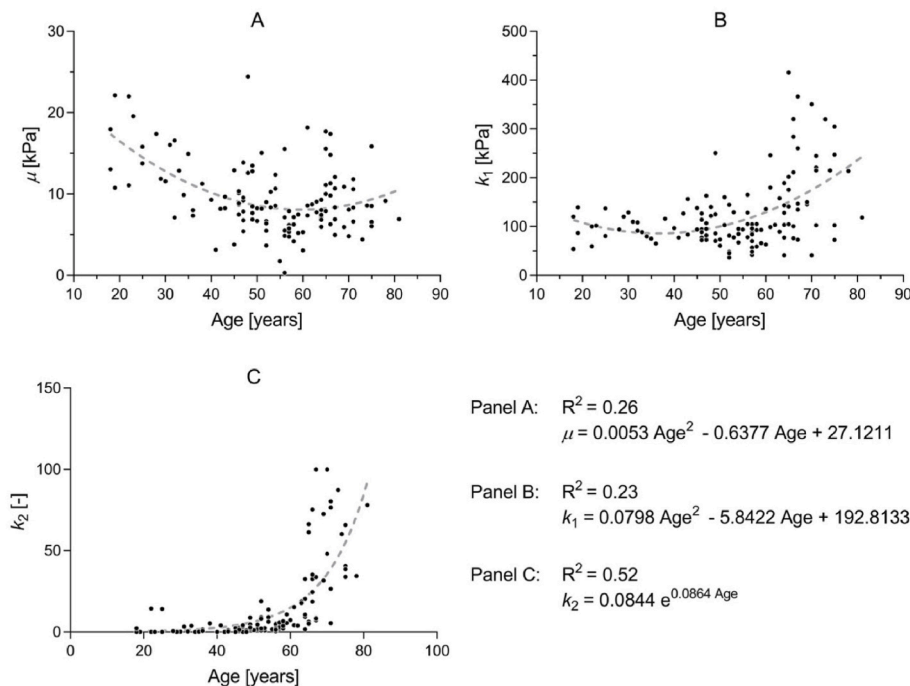 A
30
20
10
0
μ [kPa]
10 20 30 40 50 60 70 80 90
Age [years]
B
500
400
300
200
100
0
k₁ [kPa]
10 20 30 40 50 60 70 80 90
Age [years]
C
150
100
50
0
k₂ [-]
0 20 40 60 80 100
Age [years]
Panel A: R² = 0.26
μ = 0.0053 Age² - 0.6377 Age + 27.1211
Panel B: R² = 0.23
k₁ = 0.0798 Age² - 5.8422 Age + 192.8133
Panel C: R² = 0.52
k₂ = 0.0844 e^0.0864 Age